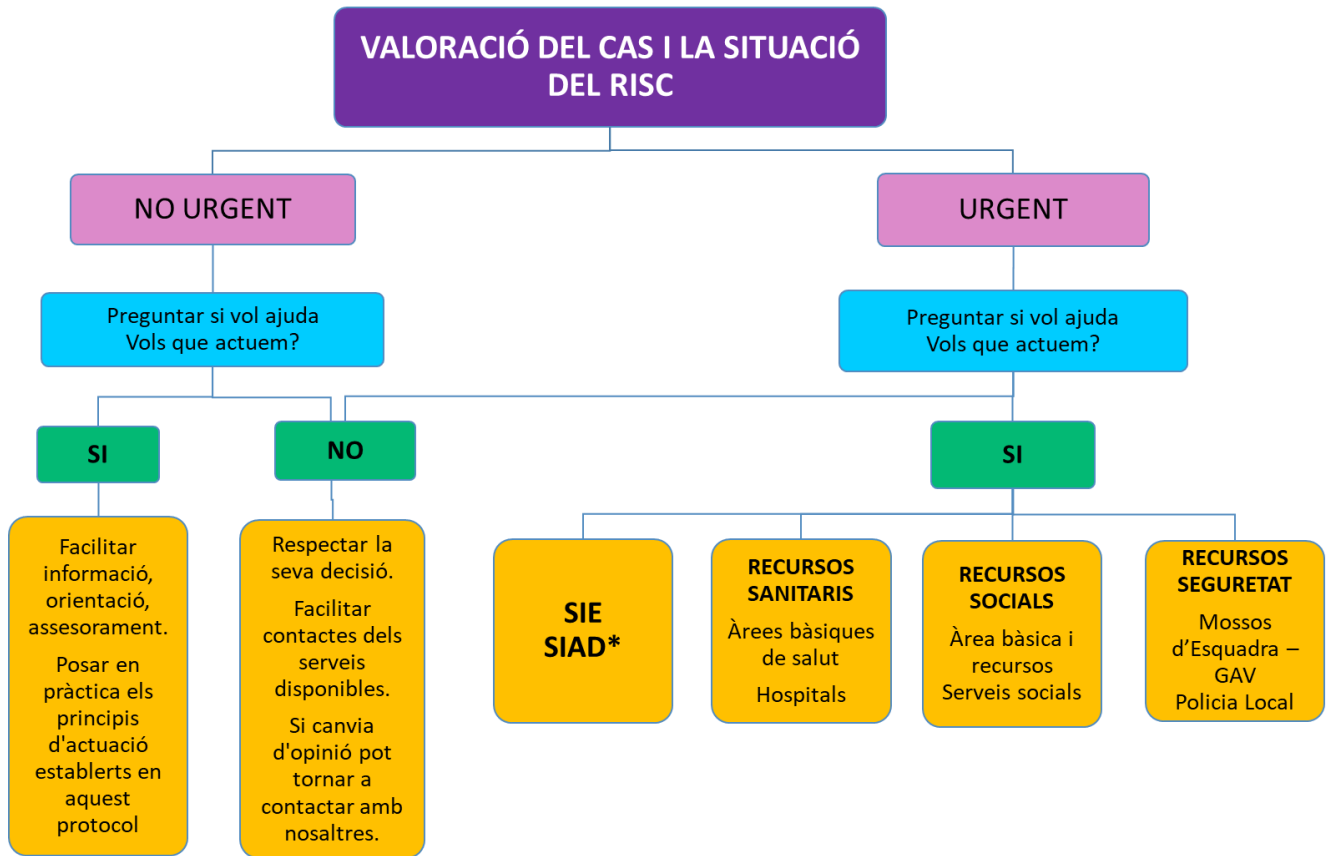 VALORACIÓ DEL CAS I LA SITUACIÓ
DEL RISC
NO URGENT
URGENT
Preguntar si vol ajuda
Vols que actuem?
Preguntar si vol ajuda
Vols que actuem?
SI
NO
SI
Facilitar
informació,
orientació,
assesorament.
Posar en
pràctica els
principis
d'actuació
establerts en
aquest
protocol
Respectar la
seva decisió.
Facilitar
contactes dels
serveis
disponibles.
Si canvia
d'opinió pot
tornar a
contactar amb
nosaltres.
SIE
SIAD*
RECURSOS
SANITARIS
Àrees bàsiques
de salut
Hospitals
RECURSOS
SOCIALS
Àrea bàsica i
recursos
Serveis socials
RECURSOS
SEGURETAT
Mossos
d’Esquadra –
GAV
Policia Local